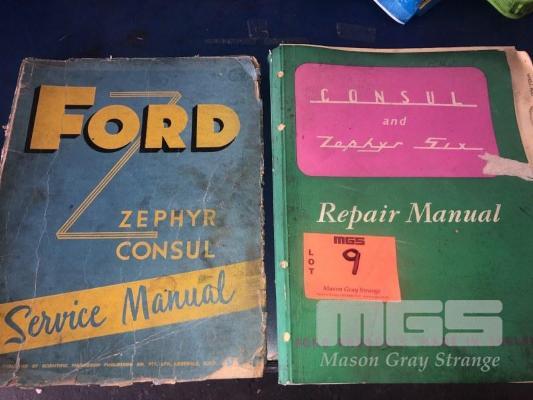 FORD
ZEPHYR
CONSUL
Service Manual
CONSUL
and
Zephyr Six
Repair Manual
MGS
LOT
9
Mason Gray Strange
MGS
Mason Gray Strange